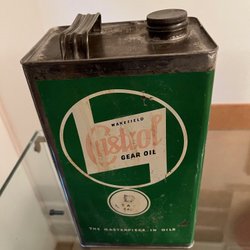 WAKEFIELD
Castrol
GEAR OIL
THE MASTERPIECE IN OILS